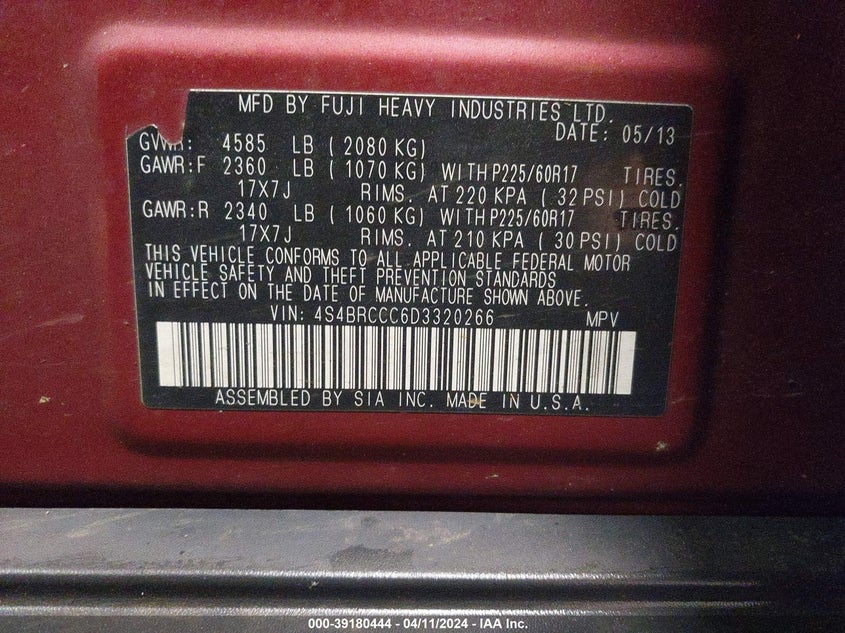 MFD BY FUJI HEAVY INDUSTRIES LTD.
DATE: 05/13
GVWR: 4585 LB ( 2080 KG)
GAWR:F 2360 LB ( 1070 KG) WITH P225/60R17 TIRES.
17X7J RIMS. AT 220 KPA ( 32 PSI) COLD
GAWR:R 2340 LB ( 1060 KG) WITH P225/60R17 TIRES.
17X7J RIMS. AT 210 KPA ( 30 PSI) COLD
THIS VEHICLE CONFORMS TO ALL APPLICABLE FEDERAL MOTOR
VEHICLE SAFETY AND THEFT PREVENTION STANDARDS
IN EFFECT ON THE DATE OF MANUFACTURE SHOWN ABOVE.
VIN: 4S4BRCCC6D3320266 MPV
ASSEMBLED BY SIA INC. MADE IN U.S.A.
000-39180444 - 04/11/2024 - IAA Inc.